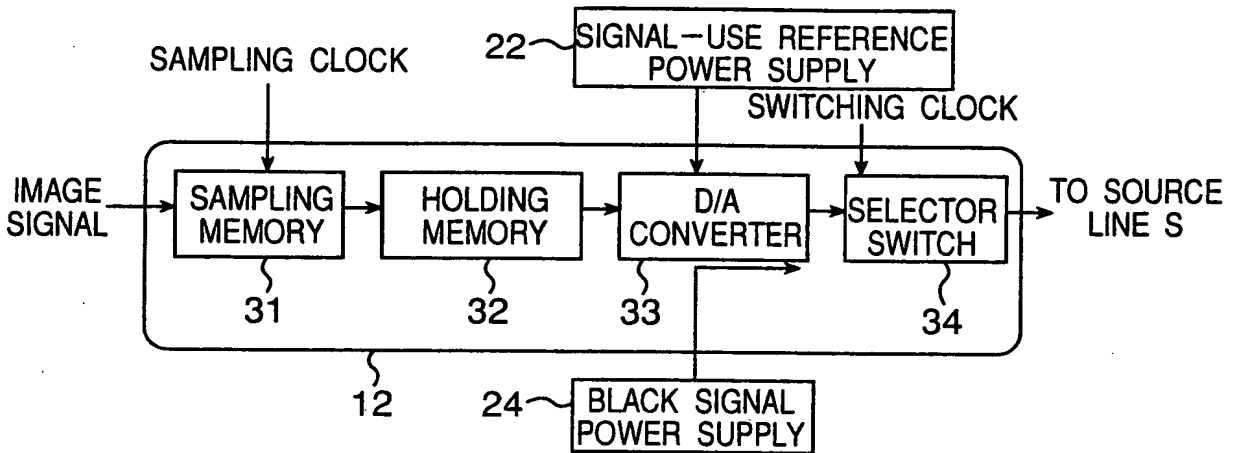 22
SIGNAL-USE REFERENCE
POWER SUPPLY
SAMPLING CLOCK
SWITCHING CLOCK
IMAGE
SIGNAL
SAMPLING
MEMORY
HOLDING
MEMORY
D/A
CONVERTER
SELECTOR
SWITCH
TO SOURCE
LINE S
31
32
33
34
12
24
BLACK SIGNAL
POWER SUPPLY